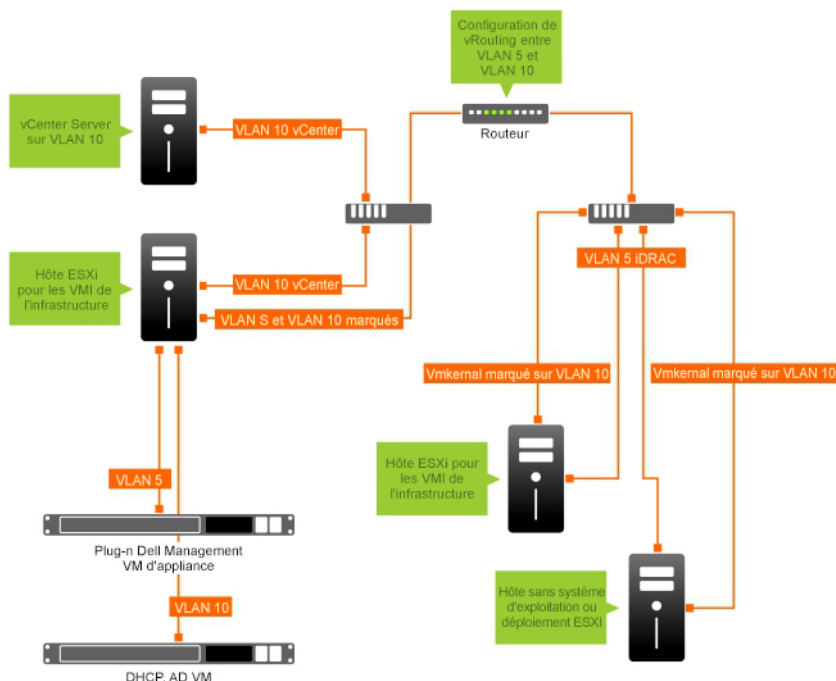 Configuration de
vRouting entre
VLAN 5 et
VLAN 10
Routeur
vCenter Server
sur VLAN 10
VLAN 10 vCenter
Hôte ESXi
pour les VMI de
l'infrastructure
VLAN 10 vCenter
VLAN S et VLAN 10 marqués
VLAN 5 iDRAC
Vmkernal marqué sur VLAN 10
Vmkernal marqué sur VLAN 10
Hôte ESXi pour
les VMI de
l'infrastructure
VLAN 5
Plug-n Dell Management
VM d'appliance
VLAN 10
Hôte sans système
d'exploitation ou
déploiement ESXI
DHCP, AD VM